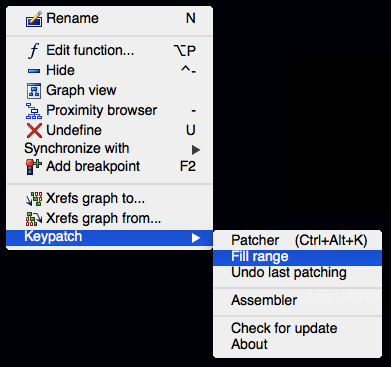 Rename N
Edit function... ⌥P
Hide ^-
Graph view
Proximity browser -
Undefine U
Synchronize with
Add breakpoint F2
Xrefs graph to...
Xrefs graph from...
Keypatch
Patcher (Ctrl+Alt+K)
Fill range
Undo last patching
Assembler
Check for update
About